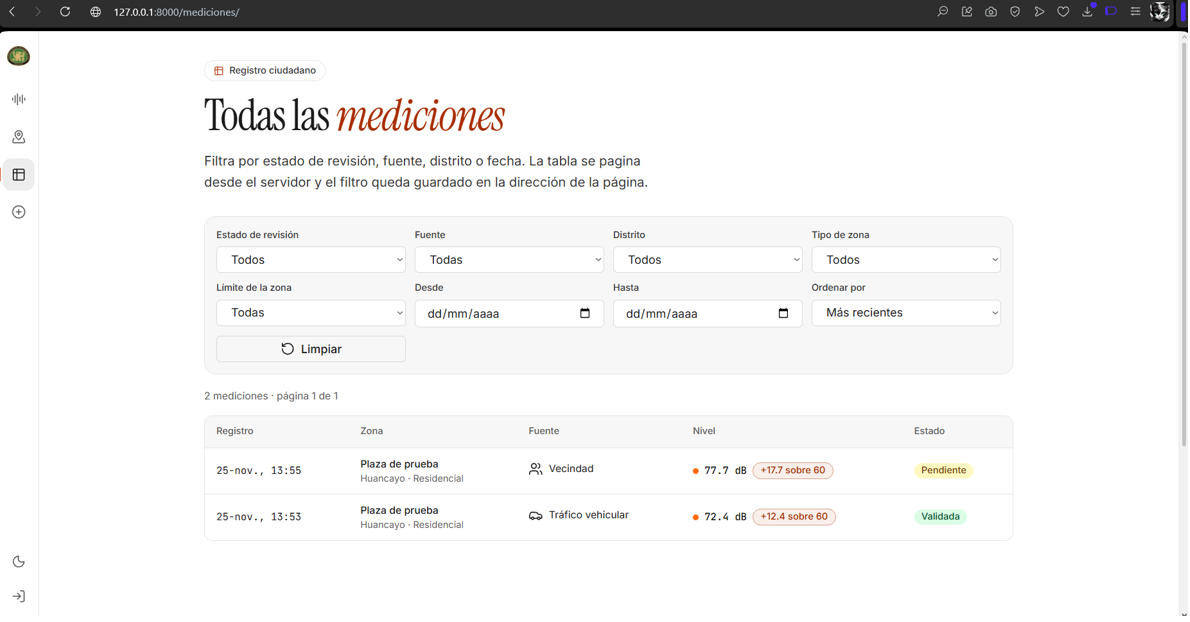 127.0.0.1:8000/mediciones/
Registro ciudadano
Todas las mediciones
Filtra por estado de revisión, fuente, distrito o fecha. La tabla se pagina
desde el servidor y el filtro queda guardado en la dirección de la página.
Estado de revisión Fuente Distrito Tipo de zona
Todos Todas Todos Todos
Límite de la zona Desde Hasta Ordenar por
Todas dd/mm/aaaa dd/mm/aaaa Más recientes
Limpiar
2 mediciones · página 1 de 1
Registro Zona Fuente Nivel Estado
25-nov., 13:55 Plaza de prueba Vecindad 77.7 dB +17.7 sobre 60 Pendiente
Huancayo · Residencial
25-nov., 13:53 Plaza de prueba Tráfico vehicular 72.4 dB +12.4 sobre 60 Validada
Huancayo · Residencial